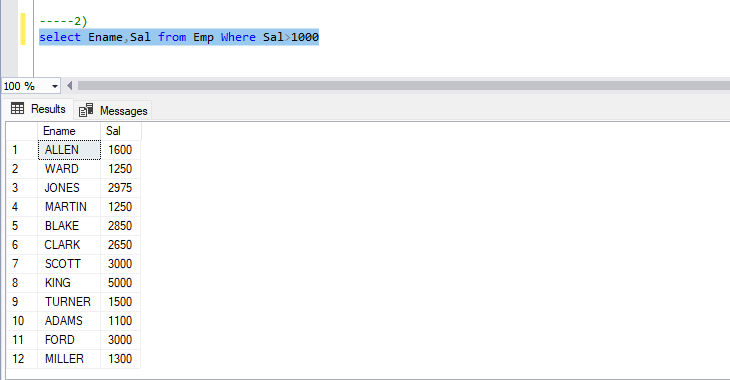 -----2)
select Ename,Sal from Emp Where Sal>1000
100 %
Results Messages
Ename Sal
1 ALLEN 1600
2 WARD 1250
3 JONES 2975
4 MARTIN 1250
5 BLAKE 2850
6 CLARK 2650
7 SCOTT 3000
8 KING 5000
9 TURNER 1500
10 ADAMS 1100
11 FORD 3000
12 MILLER 1300